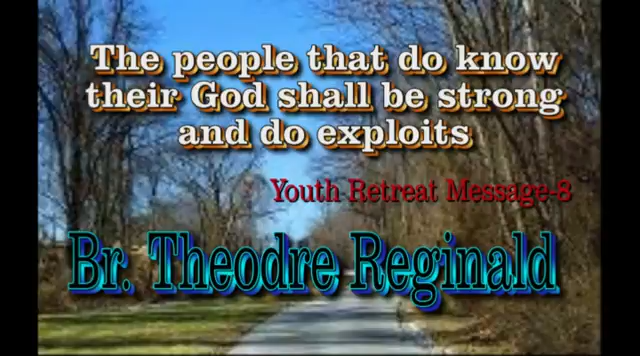 The people that do know
their God shall be strong
and do exploits
Youth Retreat Message-8
Br. Theodre Reginald